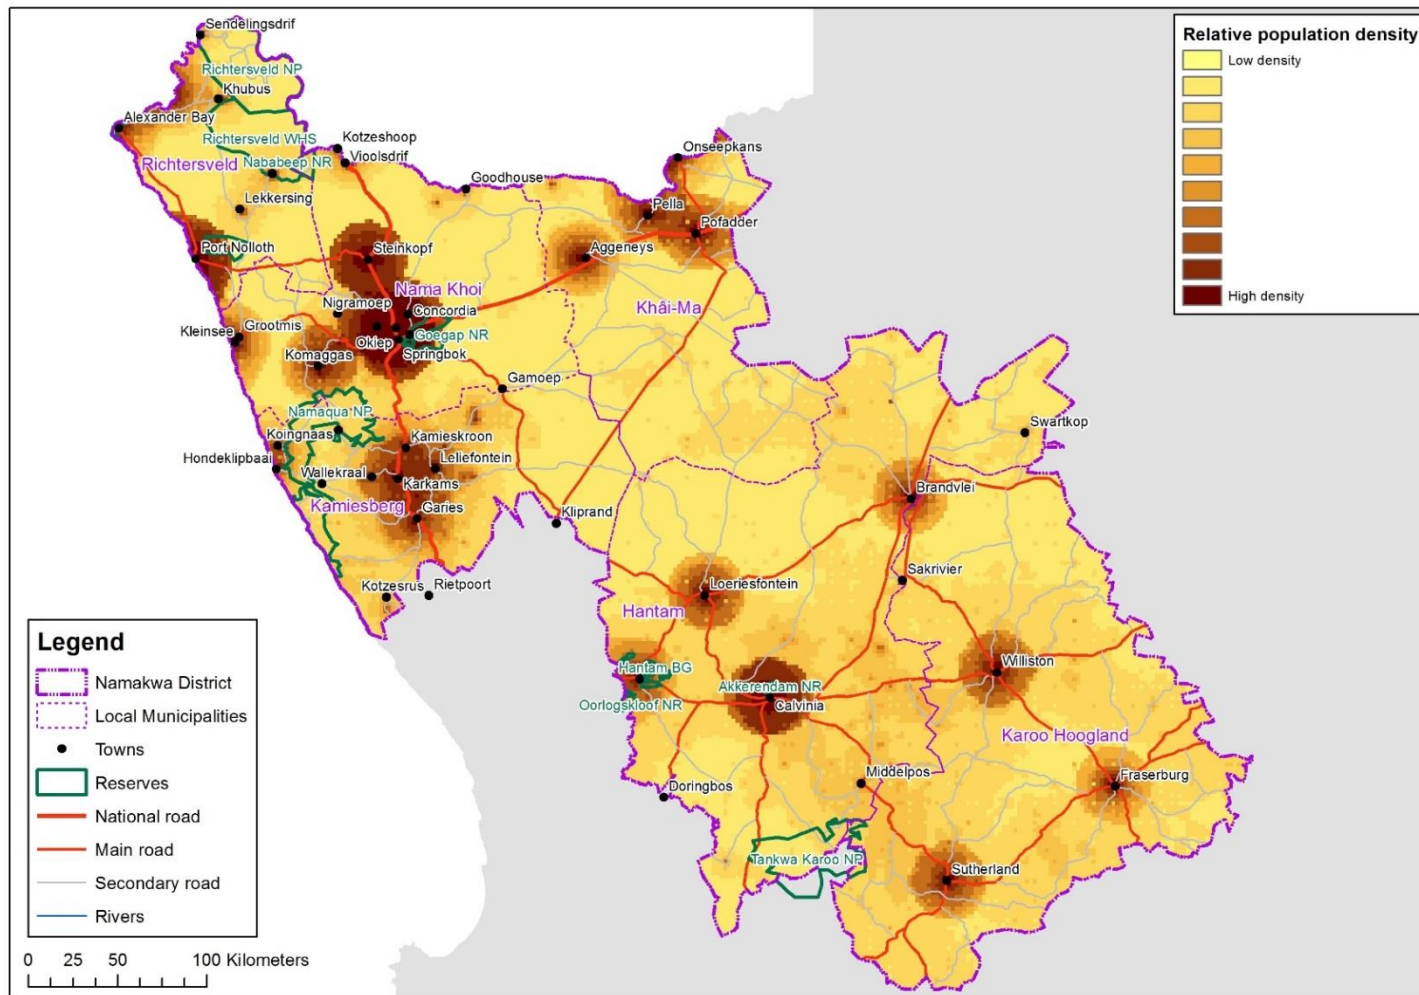 Sendelingsdrif
Relative population density
Low density
High density
Richtersveld NP
Khubus
Alexander Bay
Richtersveld WHS
Kotzeshoop
Vioolsdrif
Richtersveld
Nababeep NR
Onseepkans
Goodhouse
Lekkersing
Pella
Pofadder
Port Nolloth
Steinkopf
Aggeneys
Nama Khoi
Khâi-Ma
Nigramoep
Concordia
Kleinsee
Grootmis
Goegap NR
Okiep
Springbok
Komaggas
Gamoep
Namaqua NP
Swartkop
Koingnaas
Kamieskroon
Hondeklipbaai
Leliefontein
Wallekraal
Karkams
Brandvlei
Kamiesberg
Garies
Kliprand
Kotzesrus
Rietpoort
Loeriesfontein
Sakrivier
Hantam
Hantam BG
Williston
Akkerendam NR
Oorlogskloof NR
Calvinia
Karoo Hoogland
Middelpos
Fraserburg
Doringbos
Tankwa Karoo NP
Sutherland
Legend
Namakwa District
Local Municipalities
Towns
Reserves
National road
Main road
Secondary road
Rivers
0 25 50 100 Kilometers